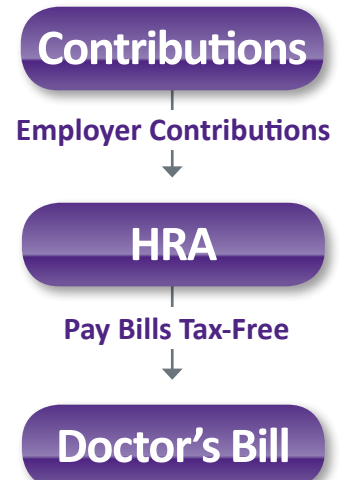 Contributions
Employer Contributions
HRA
Pay Bills Tax-Free
Doctor’s Bill